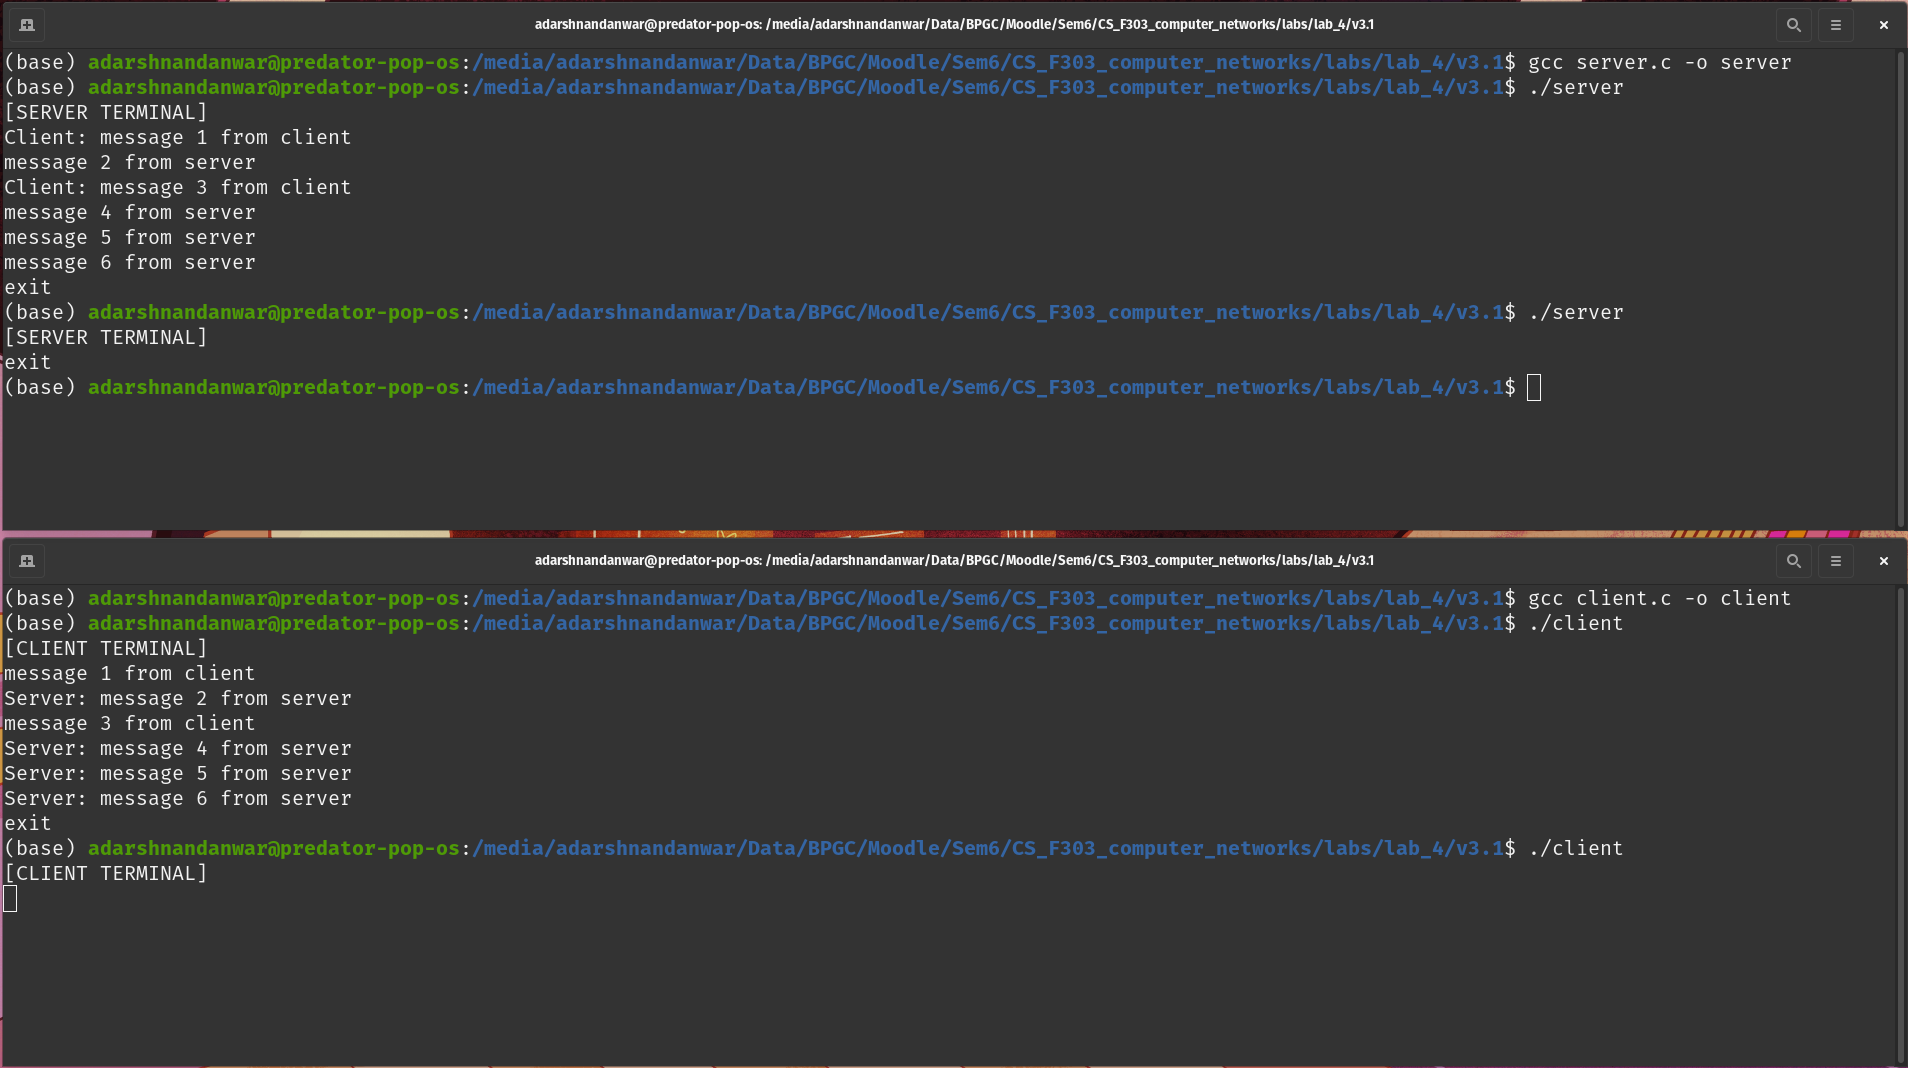 adarshnandanwar@predator-pop-os: /media/adarshnandanwar/Data/BPGC/Moodle/Sem6/CS_F303_computer_networks/labs/lab_4/v3.1
(base) adarshnandanwar@predator-pop-os:/media/adarshnandanwar/Data/BPGC/Moodle/Sem6/CS_F303_computer_networks/labs/lab_4/v3.1$ gcc server.c -o server
(base) adarshnandanwar@predator-pop-os:/media/adarshnandanwar/Data/BPGC/Moodle/Sem6/CS_F303_computer_networks/labs/lab_4/v3.1$ ./server
[SERVER TERMINAL]
Client: message 1 from client
message 2 from server
Client: message 3 from client
message 4 from server
message 5 from server
message 6 from server
exit
(base) adarshnandanwar@predator-pop-os:/media/adarshnandanwar/Data/BPGC/Moodle/Sem6/CS_F303_computer_networks/labs/lab_4/v3.1$ ./server
[SERVER TERMINAL]
exit
(base) adarshnandanwar@predator-pop-os:/media/adarshnandanwar/Data/BPGC/Moodle/Sem6/CS_F303_computer_networks/labs/lab_4/v3.1$
adarshnandanwar@predator-pop-os: /media/adarshnandanwar/Data/BPGC/Moodle/Sem6/CS_F303_computer_networks/labs/lab_4/v3.1
(base) adarshnandanwar@predator-pop-os:/media/adarshnandanwar/Data/BPGC/Moodle/Sem6/CS_F303_computer_networks/labs/lab_4/v3.1$ gcc client.c -o client
(base) adarshnandanwar@predator-pop-os:/media/adarshnandanwar/Data/BPGC/Moodle/Sem6/CS_F303_computer_networks/labs/lab_4/v3.1$ ./client
[CLIENT TERMINAL]
message 1 from client
Server: message 2 from server
message 3 from client
Server: message 4 from server
Server: message 5 from server
Server: message 6 from server
exit
(base) adarshnandanwar@predator-pop-os:/media/adarshnandanwar/Data/BPGC/Moodle/Sem6/CS_F303_computer_networks/labs/lab_4/v3.1$ ./client
[CLIENT TERMINAL]